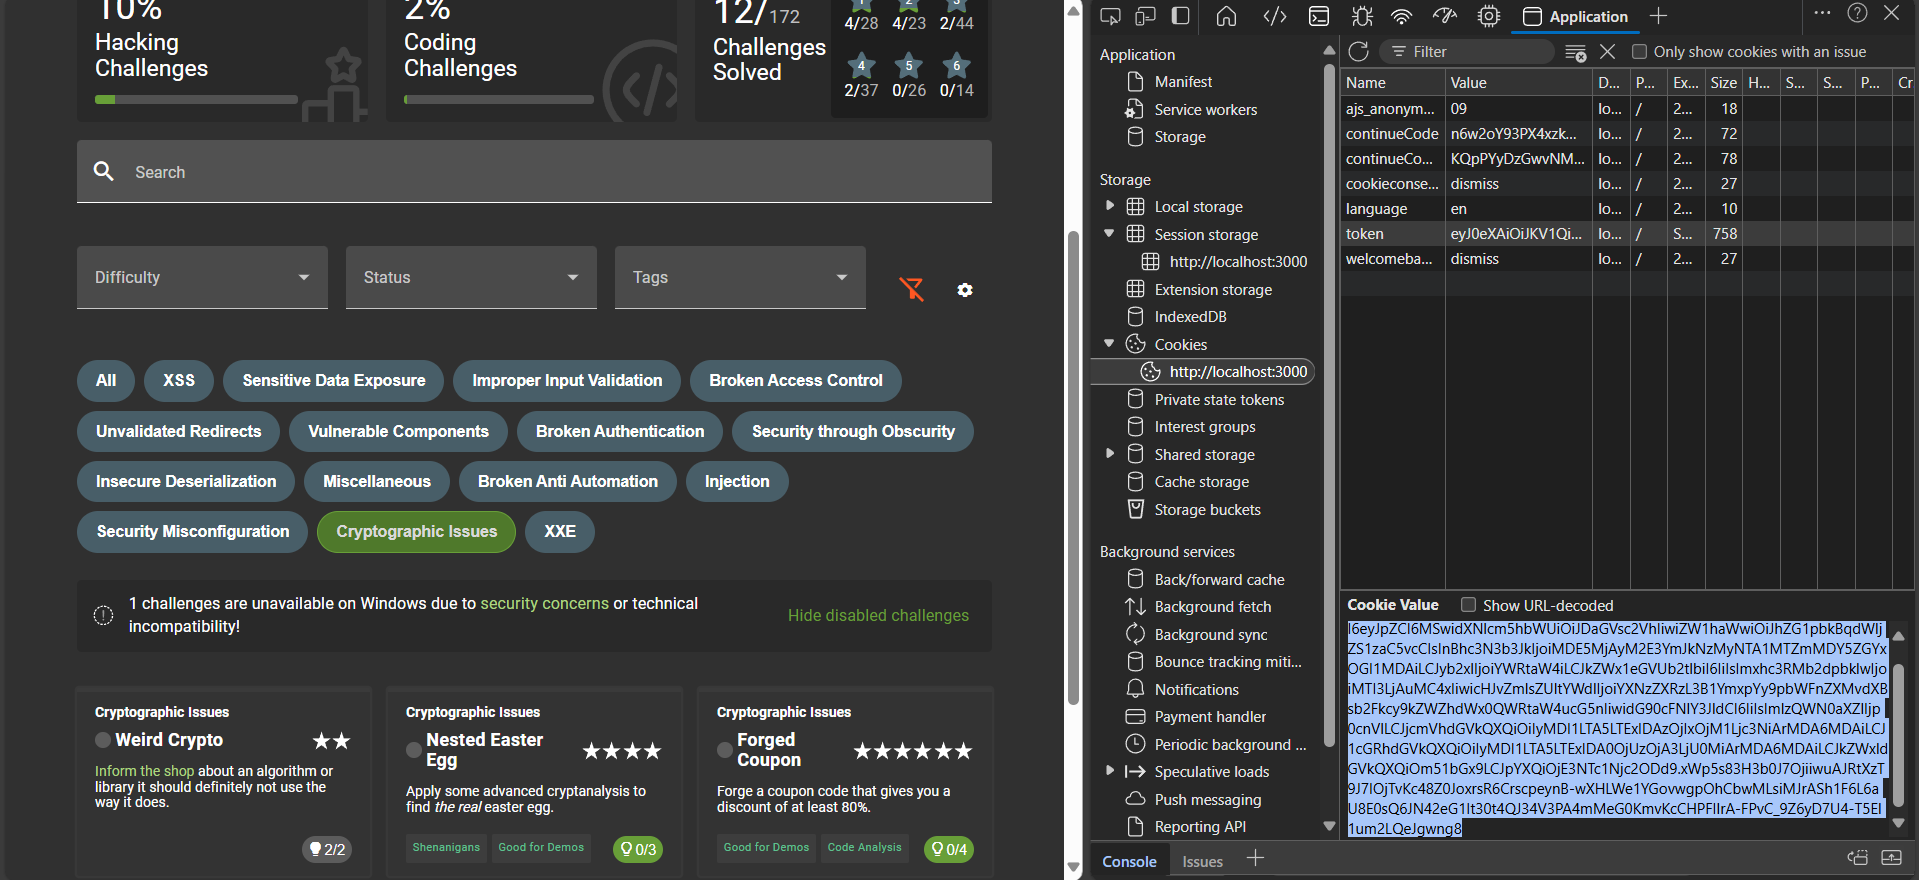 10%
Hacking
Challenges
2%
Coding
Challenges
12/172
Challenges
Solved
1
2
3
4/28
4/23
2/44
4
5
6
2/37
0/26
0/14
Search
Difficulty
Status
Tags
All
XSS
Sensitive Data Exposure
Improper Input Validation
Broken Access Control
Unvalidated Redirects
Vulnerable Components
Broken Authentication
Security through Obscurity
Insecure Deserialization
Miscellaneous
Broken Anti Automation
Injection
Security Misconfiguration
Cryptographic Issues
XXE
1 challenges are unavailable on Windows due to security concerns or technical
incompatibility!
Hide disabled challenges
Cryptographic Issues
Weird Crypto
Inform the shop about an algorithm or
library it should definitely not use the
way it does.
2/2
Cryptographic Issues
Nested Easter
Egg
Apply some advanced cryptanalysis to
find the real easter egg.
Shenanigans
Good for Demos
0/3
Cryptographic Issues
Forged
Coupon
Forge a coupon code that gives you a
discount of at least 80%.
Good for Demos
Code Analysis
0/4
Application
Application
Manifest
Service workers
Storage
Storage
Local storage
Session storage
http://localhost:3000
Extension storage
IndexedDB
Cookies
http://localhost:3000
Private state tokens
Interest groups
Shared storage
Cache storage
Storage buckets
Background services
Back/forward cache
Background fetch
Background sync
Bounce tracking miti...
Notifications
Payment handler
Periodic background ...
Speculative loads
Push messaging
Reporting API
Filter
Only show cookies with an issue
Name Value D... P... Ex... Size H... S... S... P... Cr
ajs_anonym... 09 lo... / 2... 18
continueCode n6w2oY93PX4xzk... lo... / 2... 72
continueCo... KQpPYyDzGwvNM... lo... / 2... 78
cookieconse... dismiss lo... / 2... 27
language en lo... / 2... 10
token eyJ0eXAiOiJKV1Qi... lo... / S... 758
welcomeba... dismiss lo... / 2... 27
Cookie Value
Show URL-decoded
Console
Issues